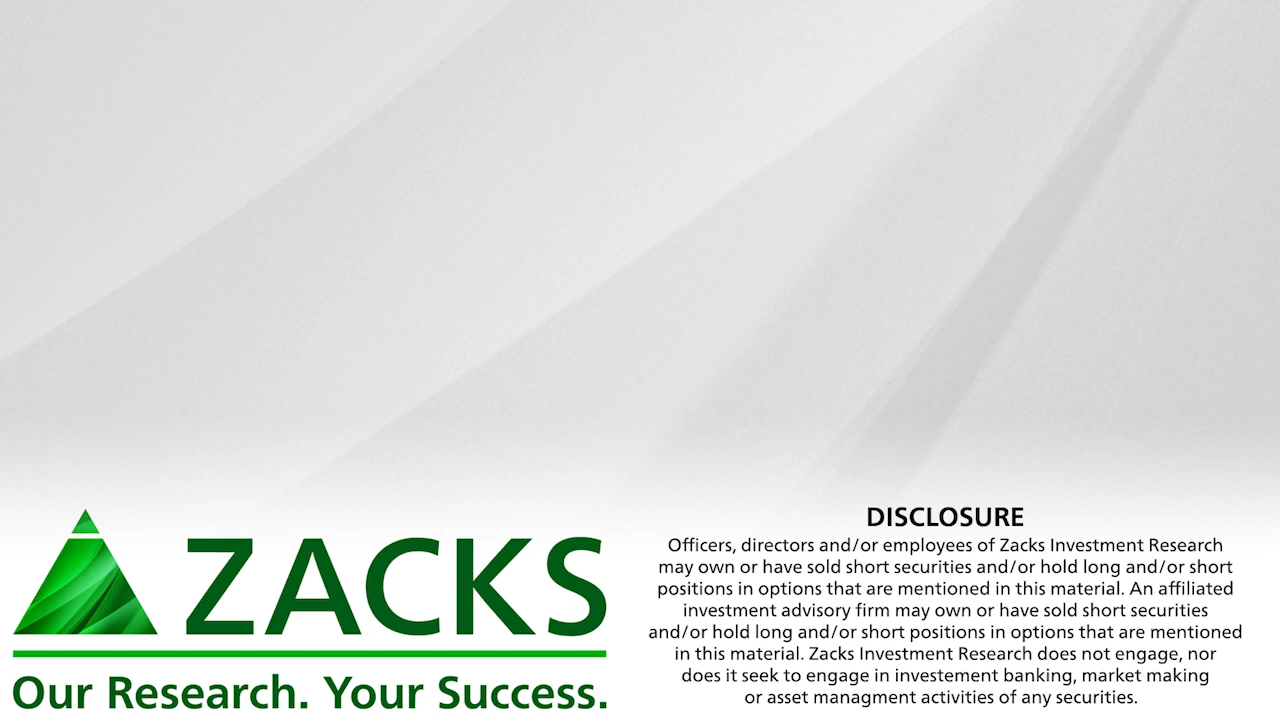 ZACKS
Our Research. Your Success.
DISCLOSURE
Officers, directors and/or employees of Zacks Investment Research
may own or have sold short securities and/or hold long and/or short
positions in options that are mentioned in this material. An affiliated
investment advisory firm may own or have sold short securities
and/or hold long and/or short positions in options that are mentioned
in this material. Zacks Investment Research does not engage, nor
does it seek to engage in investement banking, market making
or asset managment activities of any securities.